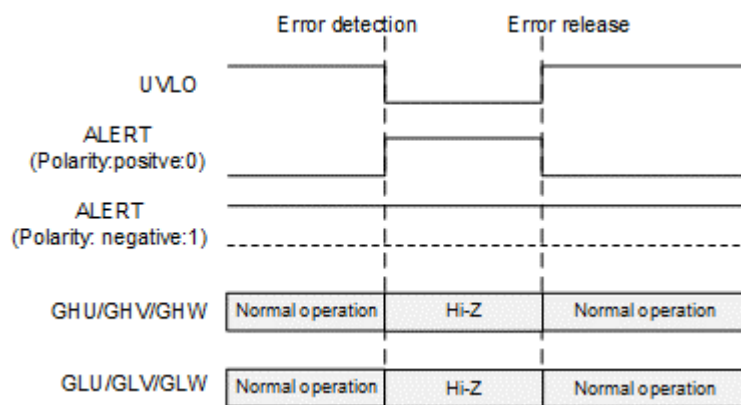 Error detection Error release
UVLO
ALERT
(Polarity:positve:0)
ALERT
(Polarity: negative:1)
GHU/GHV/GHW Normal operation Hi-Z Normal operation
GLU/GLV/GLW Normal operation Hi-Z Normal operation